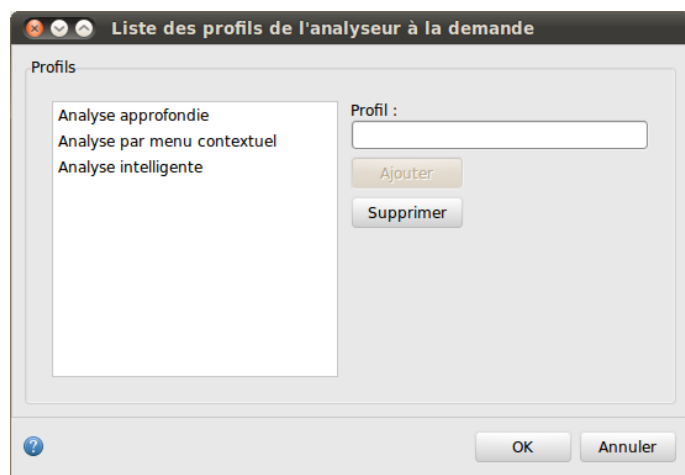 Liste des profils de l'analyseur à la demande
Profils
Analyse approfondie
Analyse par menu contextuel
Analyse intelligente
Profil :
Ajouter
Supprimer
?
OK
Annuler